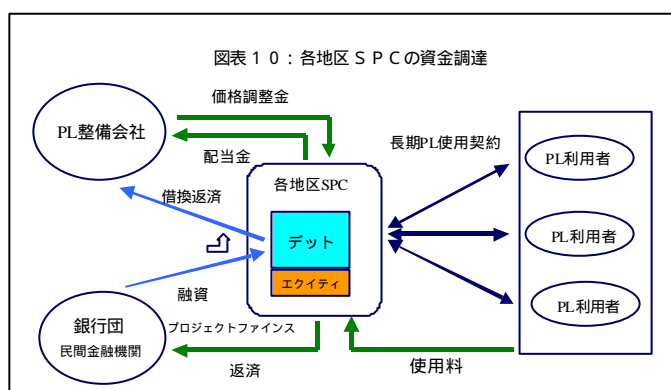 図表１０：各地区ＳＰＣの資金調達
価格調整金
PL整備会社
配当金
長期PL使用契約
PL利用者
各地区SPC
借換返済
デット
PL利用者
エクイティ
融資
PL利用者
銀行団
民間金融機関
プロジェクトファインス
返済
使用料